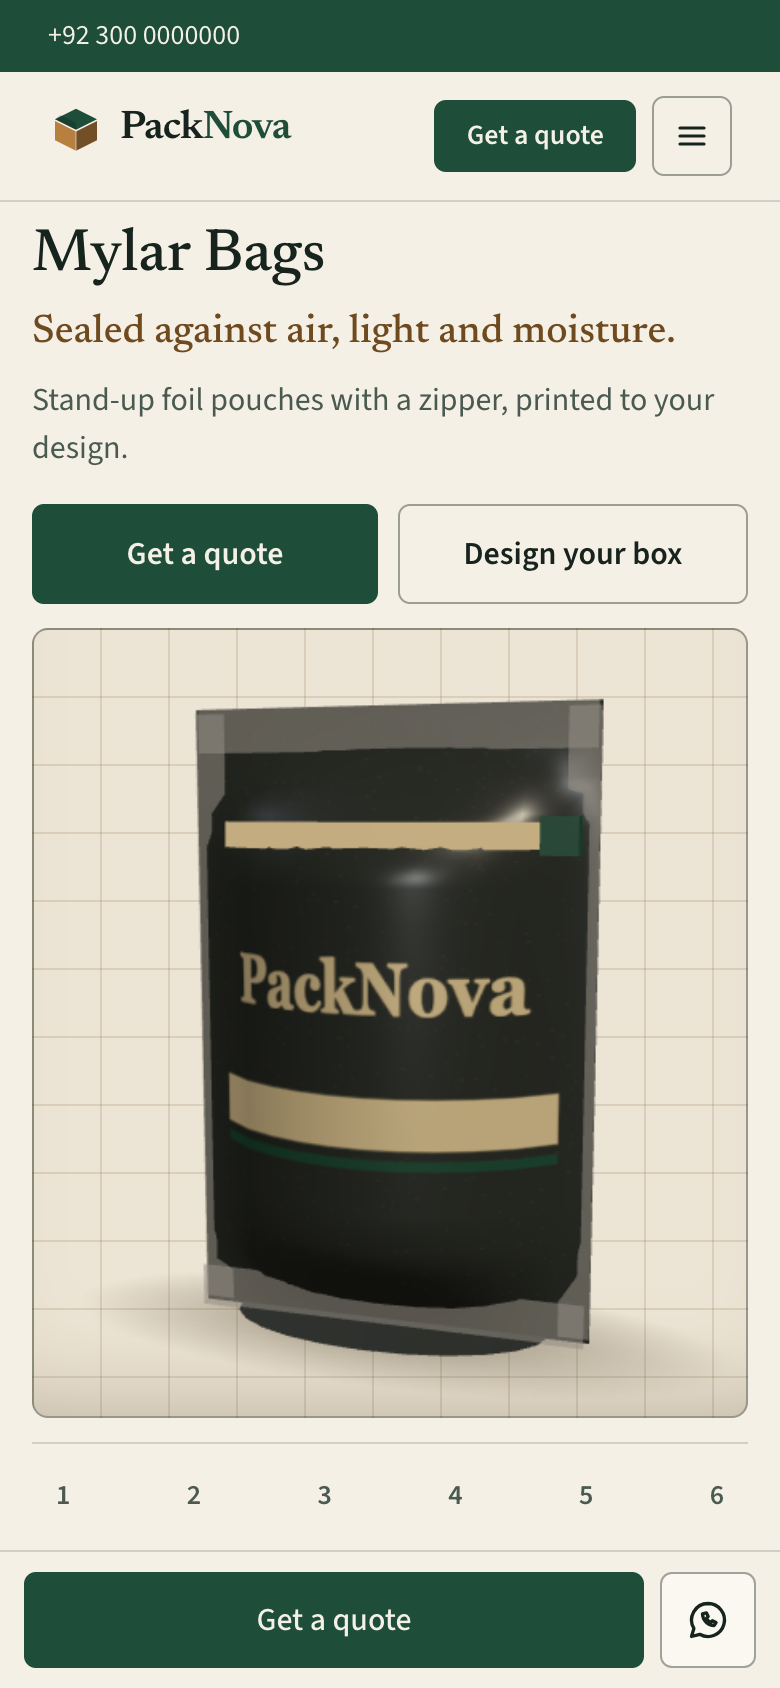 +92 300 0000000
PackNova
Get a quote
Mylar Bags
Sealed against air, light and moisture.
Stand-up foil pouches with a zipper, printed to your
design.
Get a quote
Design your box
PackNova
1 2 3 4 5 6
Get a quote